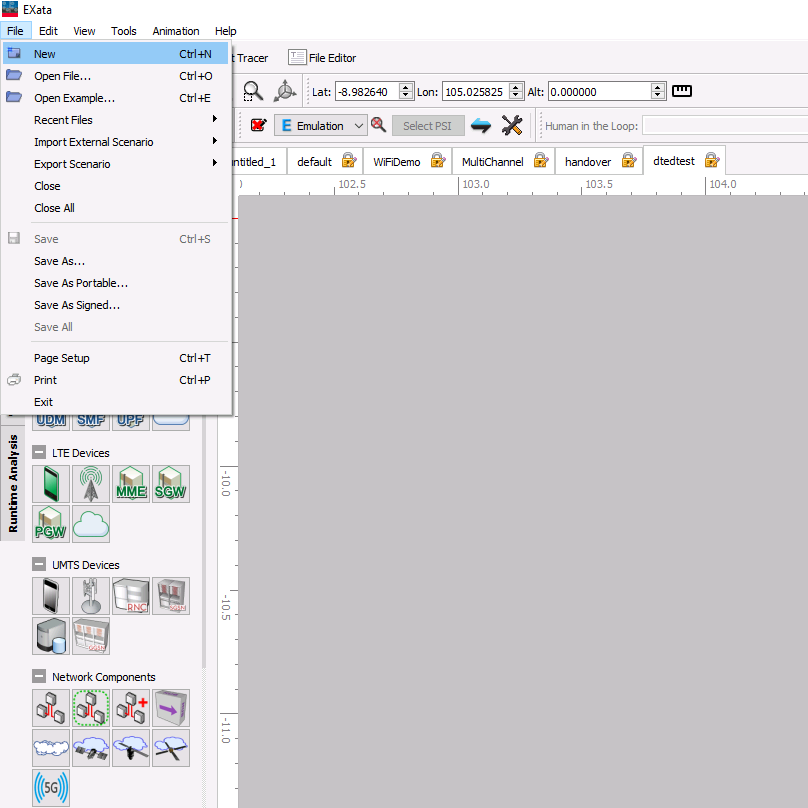 EXata
File Edit View Tools Animation Help
New Ctrl+N
Open File... Ctrl+O
Open Example... Ctrl+E
Recent Files
Import External Scenario
Export Scenario
Close
Close All
Save Ctrl+S
Save As...
Save As Portable...
Save As Signed...
Save All
Page Setup Ctrl+T
Print Ctrl+P
Exit
t Tracer File Editor
Lat: -8.982640 Lon: 105.025825 Alt: 0.000000
E Emulation Select PSI Human in the Loop:
ntitled_1 default WiFiDemo MultiChannel handover dtedtest
102.5 103.0 103.5 104.0
-10.0
-10.5
-11.0
Runtime Analysis
UDM SMF UPF
LTE Devices
MME SGW
PGW
UMTS Devices
RNC SGSN
GGSN
Network Components
5G